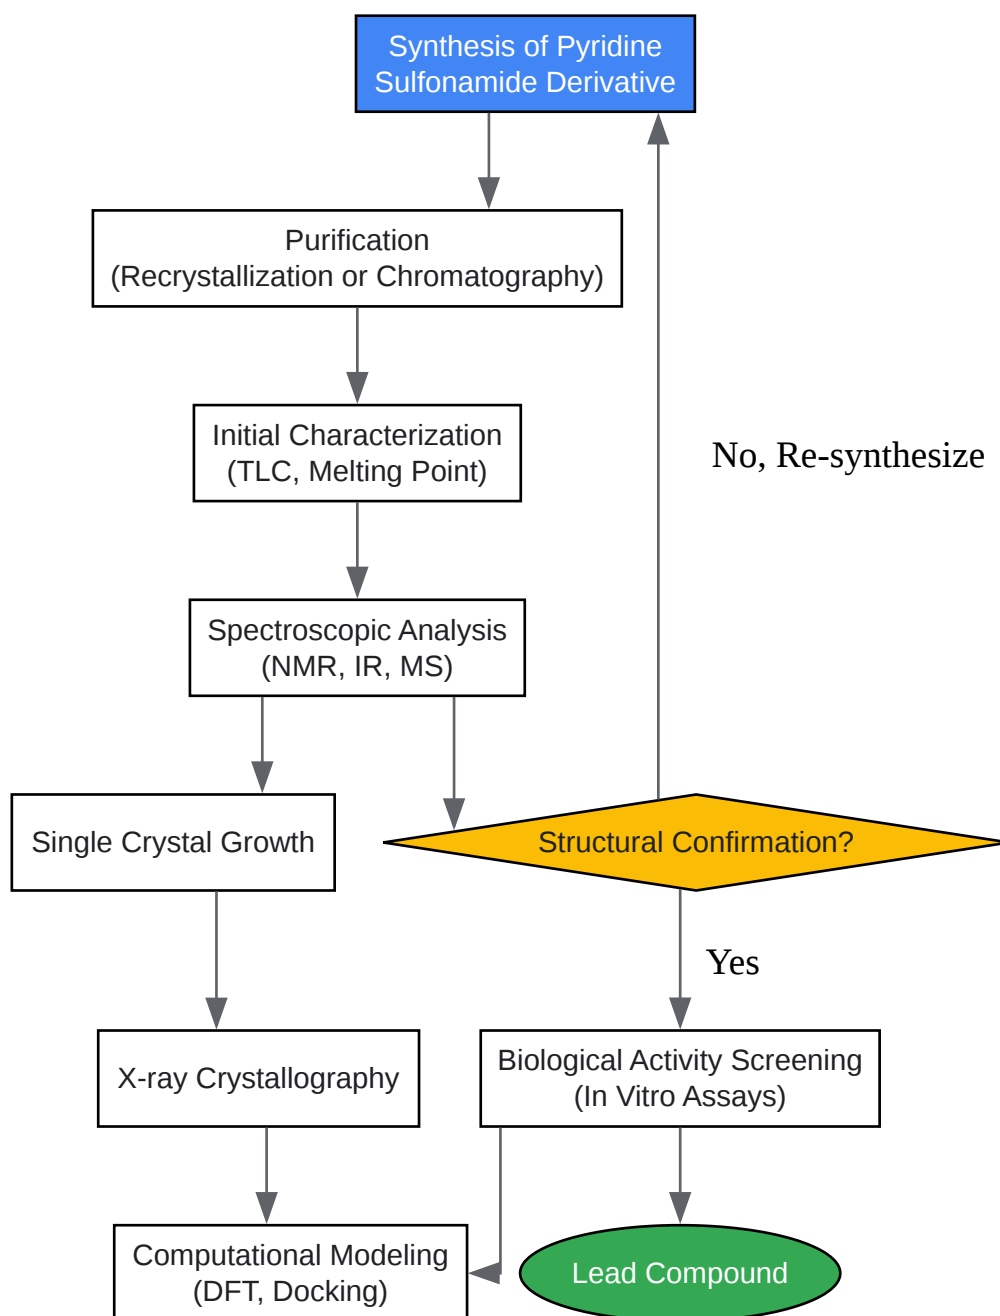 Synthesis of Pyridine
Sulfonamide Derivative
Purification
(Recrystallization or Chromatography)
Initial Characterization
(TLC, Melting Point)
No, Re-synthesize
Spectroscopic Analysis
(NMR, IR, MS)
Single Crystal Growth
Structural Confirmation?
Yes
X-ray Crystallography
Biological Activity Screening
(In Vitro Assays)
Computational Modeling
(DFT, Docking)
Lead Compound